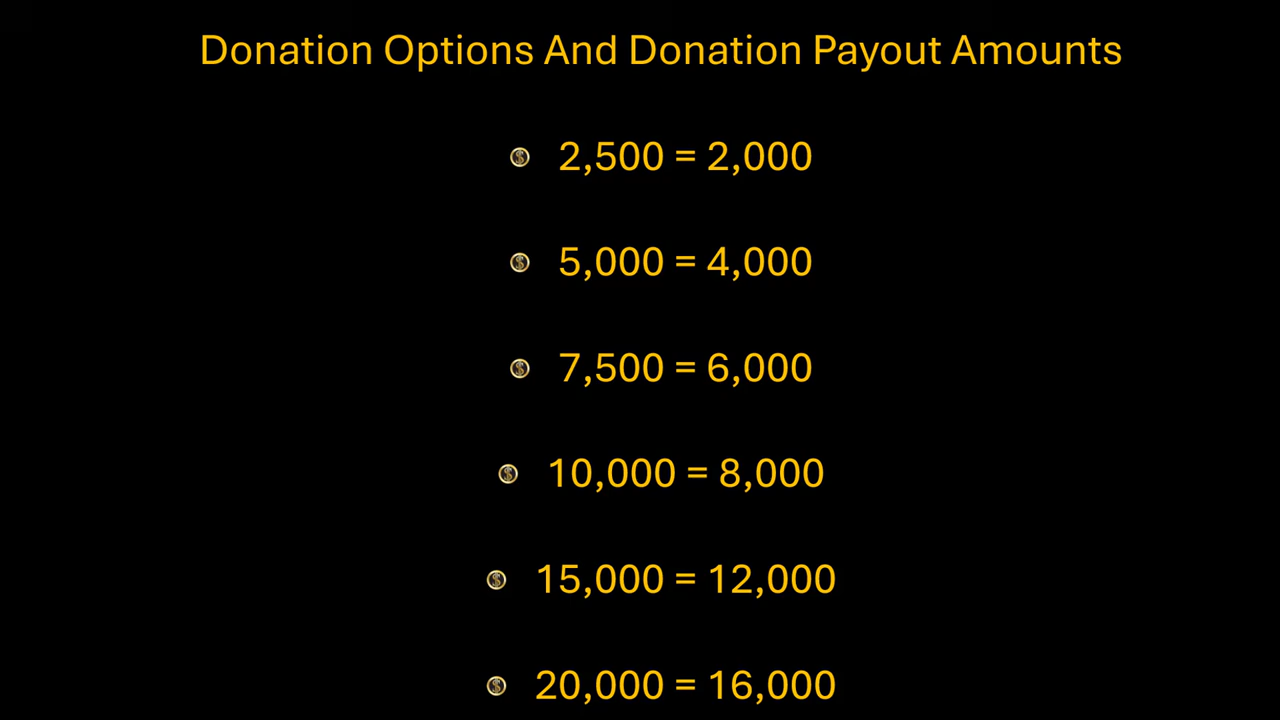 Donation Options And Donation Payout Amounts
2,500 = 2,000
5,000 = 4,000
7,500 = 6,000
10,000 = 8,000
15,000 = 12,000
20,000 = 16,000